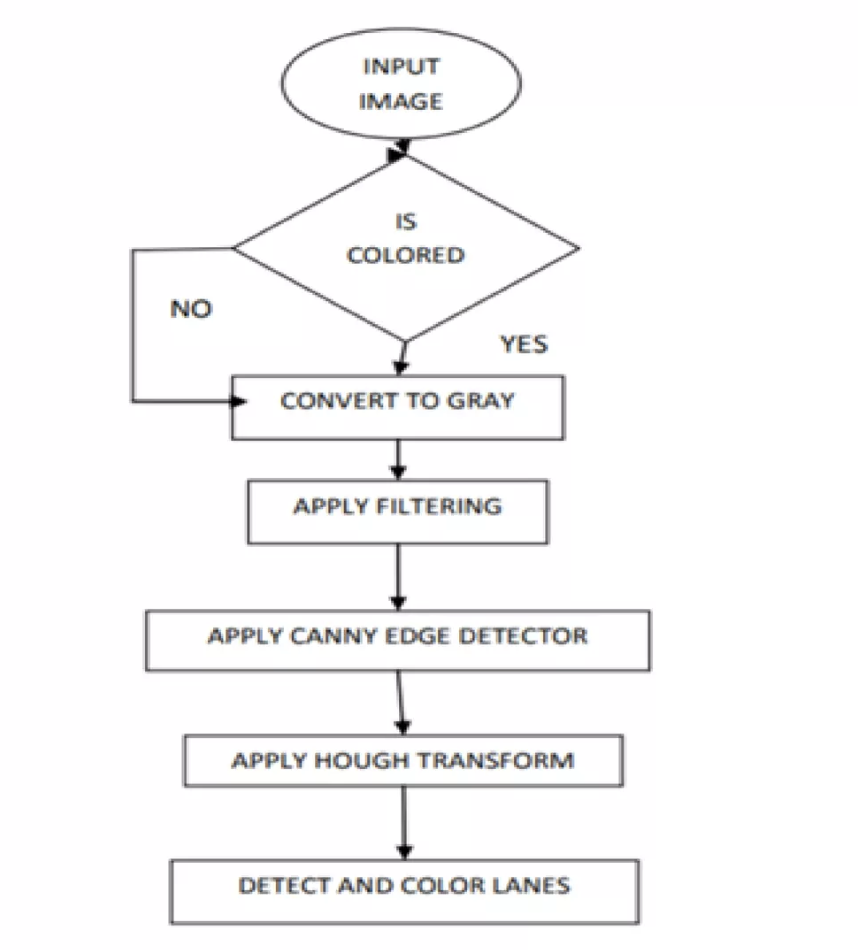 INPUT
IMAGE
IS
COLORED
NO
YES
CONVERT TO GRAY
APPLY FILTERING
APPLY CANNY EDGE DETECTOR
APPLY HOUGH TRANSFORM
DETECT AND COLOR LANES